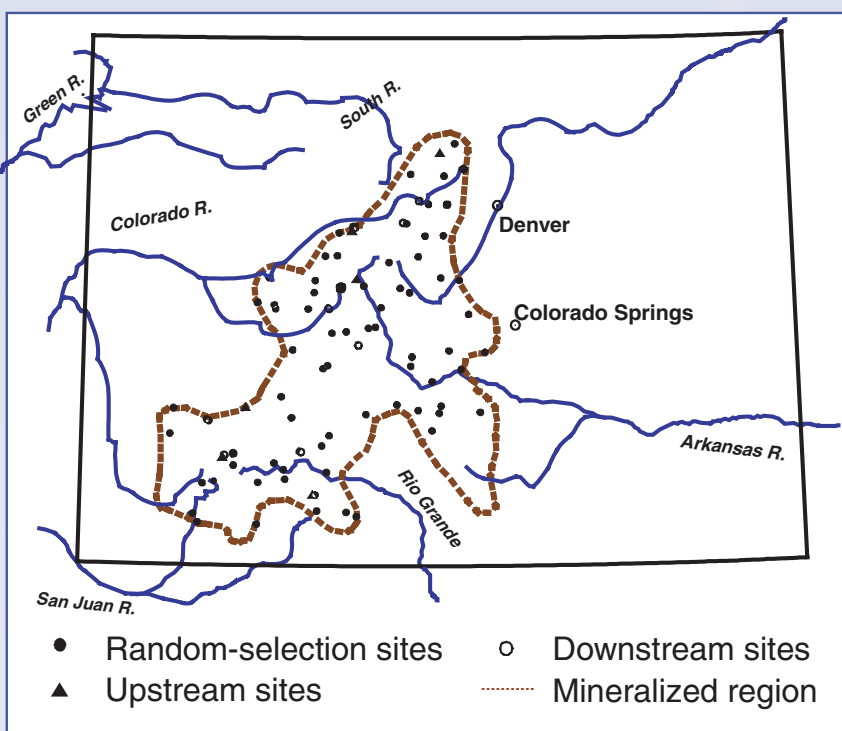 Green R.
South R.
Colorado R.
Denver
Colorado Springs
Arkansas R.
Rio Grande
San Juan R.
Random-selection sites
Downstream sites
Upstream sites
Mineralized region